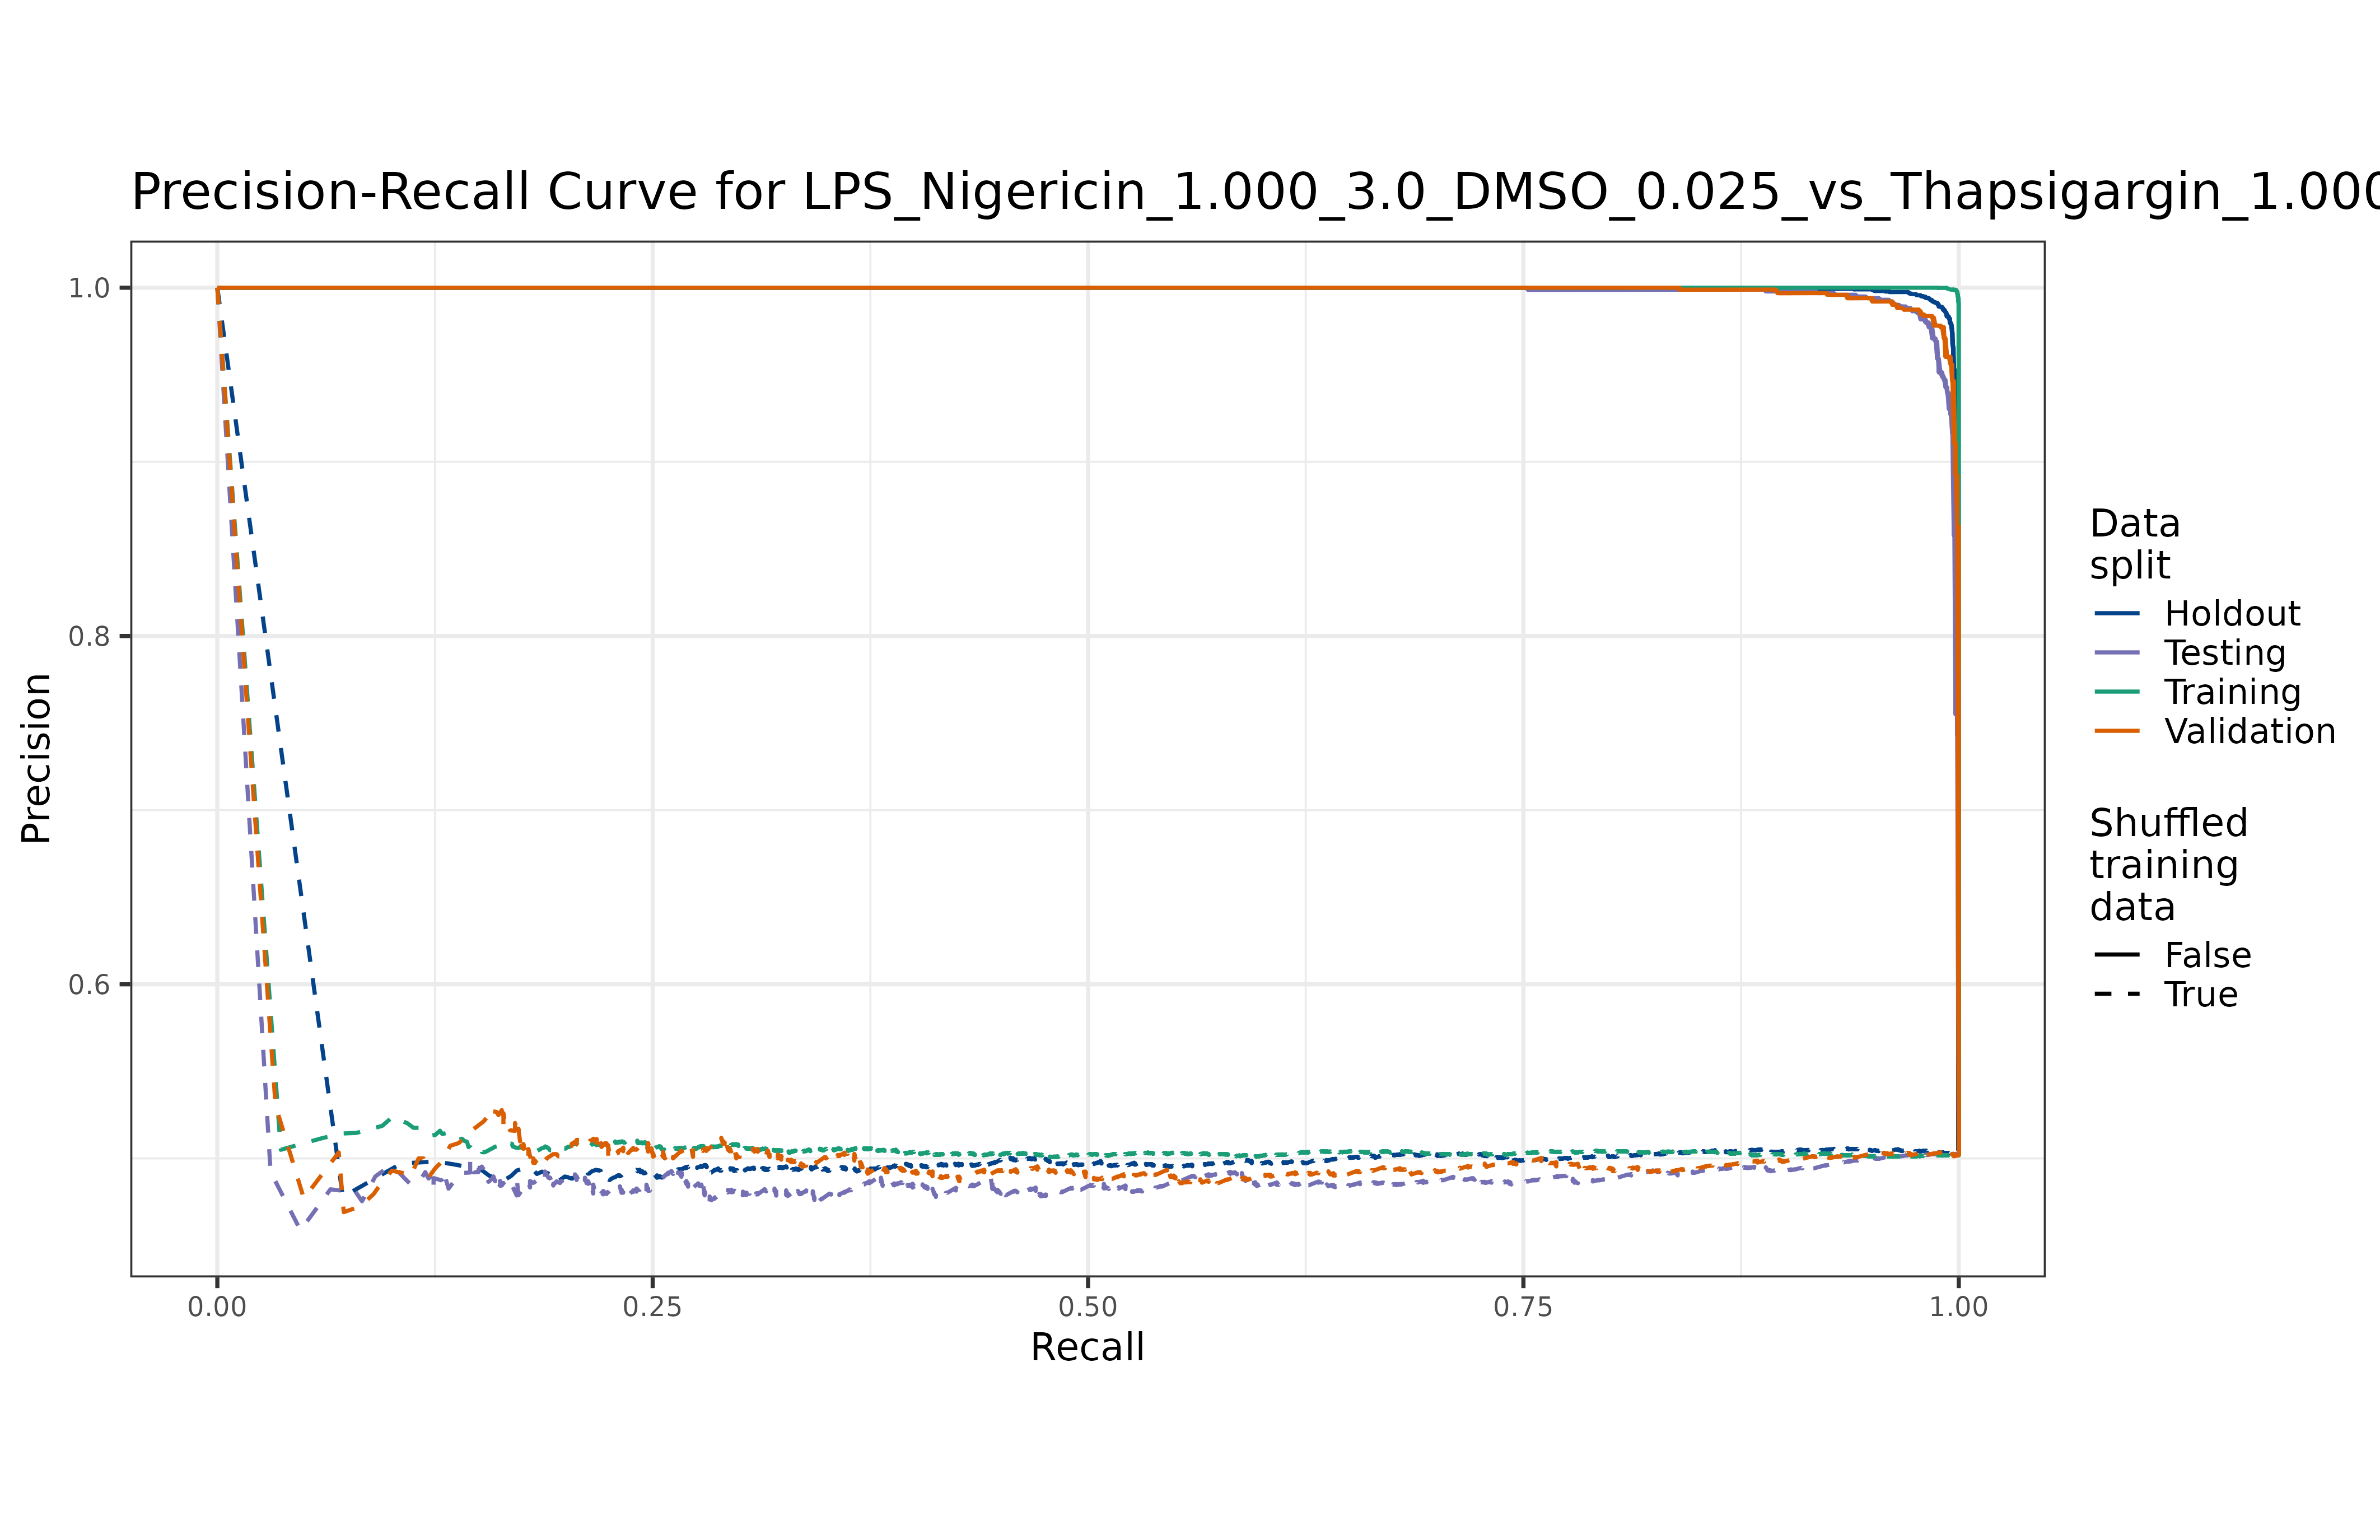 Precision-Recall Curve for LPS_Nigericin_1.000_3.0_DMSO_0.025_vs_Thapsigargin_1.000
1.0
0.8
0.6
Precision
0.00
0.25
0.50
0.75
1.00
Recall
Data
split
Holdout
Testing
Training
Validation
Shuffled
training
data
False
True